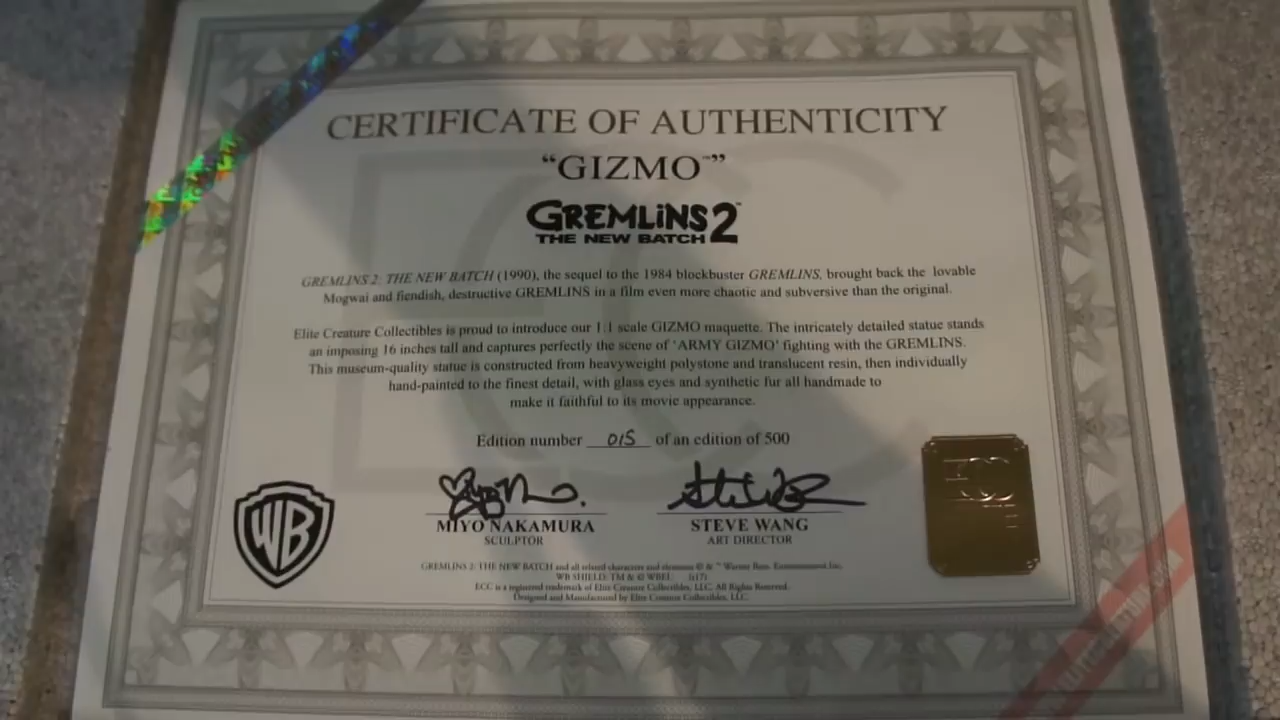 CERTIFICATE OF AUTHENTICITY
"GIZMO™"
GREMLiNS 2™
THE NEW BATCH
GREMLINS 2: THE NEW BATCH (1990), the sequel to the 1984 blockbuster GREMLINS, brought back the lovable
Mogwai and fiendish, destructive GREMLINS in a film even more chaotic and subversive than the original.
Elite Creature Collectibles is proud to introduce our 1:1 scale GIZMO maquette. The intricately detailed statue stands
an imposing 16 inches tall and captures perfectly the scene of 'ARMY GIZMO' fighting with the GREMLINS.
This museum-quality statue is constructed from heavyweight polystone and translucent resin, then individually
hand-painted to the finest detail, with glass eyes and synthetic fur all handmade to
make it faithful to its movie appearance.
Edition number 015 of an edition of 500
WB
ECC
MIYO NAKAMURA
SCULPTOR
STEVE WANG
ART DIRECTOR
GREMLINS 2: THE NEW BATCH and all related characters and elements © & ™ Warner Bros. Entertainment Inc.
WB SHIELD: TM & © WBEI.
ECC is a registered trademark of Elite Creature Collectibles, LLC. All Rights Reserved.
Designed and Manufactured by Elite Creature Collectibles, LLC.